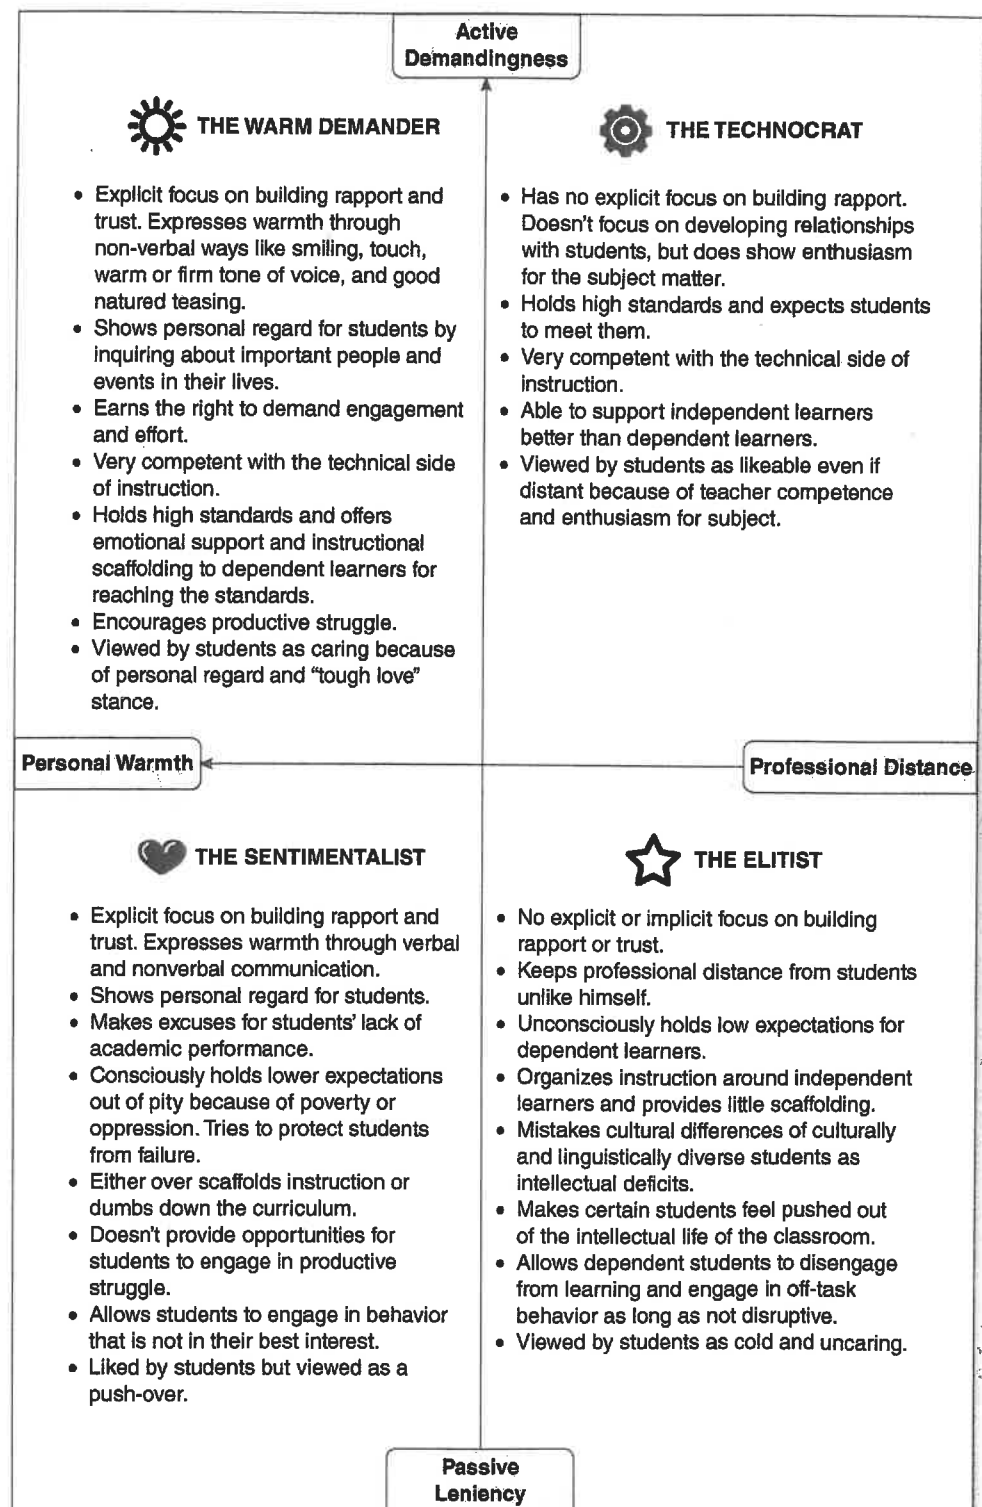 Active
Demandingness
THE WARM DEMANDER
• Explicit focus on building rapport and
trust. Expresses warmth through
non-verbal ways like smiling, touch,
warm or firm tone of voice, and good
natured teasing.
• Shows personal regard for students by
inquiring about important people and
events in their lives.
• Earns the right to demand engagement
and effort.
• Very competent with the technical side
of instruction.
• Holds high standards and offers
emotional support and instructional
scaffolding to dependent learners for
reaching the standards.
• Encourages productive struggle.
• Viewed by students as caring because
of personal regard and “tough love”
stance.
THE TECHNOCRAT
• Has no explicit focus on building rapport.
Doesn’t focus on developing relationships
with students, but does show enthusiasm
for the subject matter.
• Holds high standards and expects students
to meet them.
• Very competent with the technical side of
instruction.
• Able to support independent learners
better than dependent learners.
• Viewed by students as likeable even if
distant because of teacher competence
and enthusiasm for subject.
Personal Warmth
Professional Distance
THE SENTIMENTALIST
• Explicit focus on building rapport and
trust. Expresses warmth through verbal
and nonverbal communication.
• Shows personal regard for students.
• Makes excuses for students’ lack of
academic performance.
• Consciously holds lower expectations
out of pity because of poverty or
oppression. Tries to protect students
from failure.
• Either over scaffolds instruction or
dumbs down the curriculum.
• Doesn’t provide opportunities for
students to engage in productive
struggle.
• Allows students to engage in behavior
that is not in their best interest.
• Liked by students but viewed as a
push-over.
THE ELITIST
• No explicit or implicit focus on building
rapport or trust.
• Keeps professional distance from students
unlike himself.
• Unconsciously holds low expectations for
dependent learners.
• Organizes instruction around independent
learners and provides little scaffolding.
• Mistakes cultural differences of culturally
and linguistically diverse students as
intellectual deficits.
• Makes certain students feel pushed out
of the intellectual life of the classroom.
• Allows dependent students to disengage
from learning and engage in off-task
behavior as long as not disruptive.
• Viewed by students as cold and uncaring.
Passive
Leniency